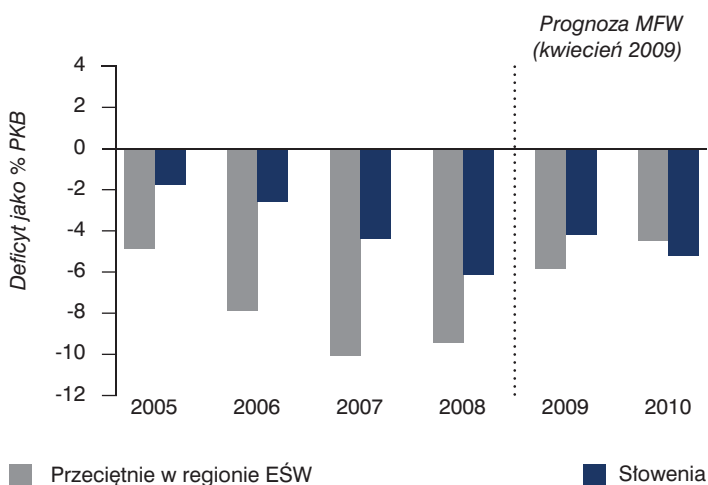 Prognoza MFW
(kwiecień 2009)
Deficyt jako % PKB
4
2
0
-2
-4
-6
-8
-10
-12
2005 2006 2007 2008 2009 2010
Przeciętnie w regionie EŚW Słowenia